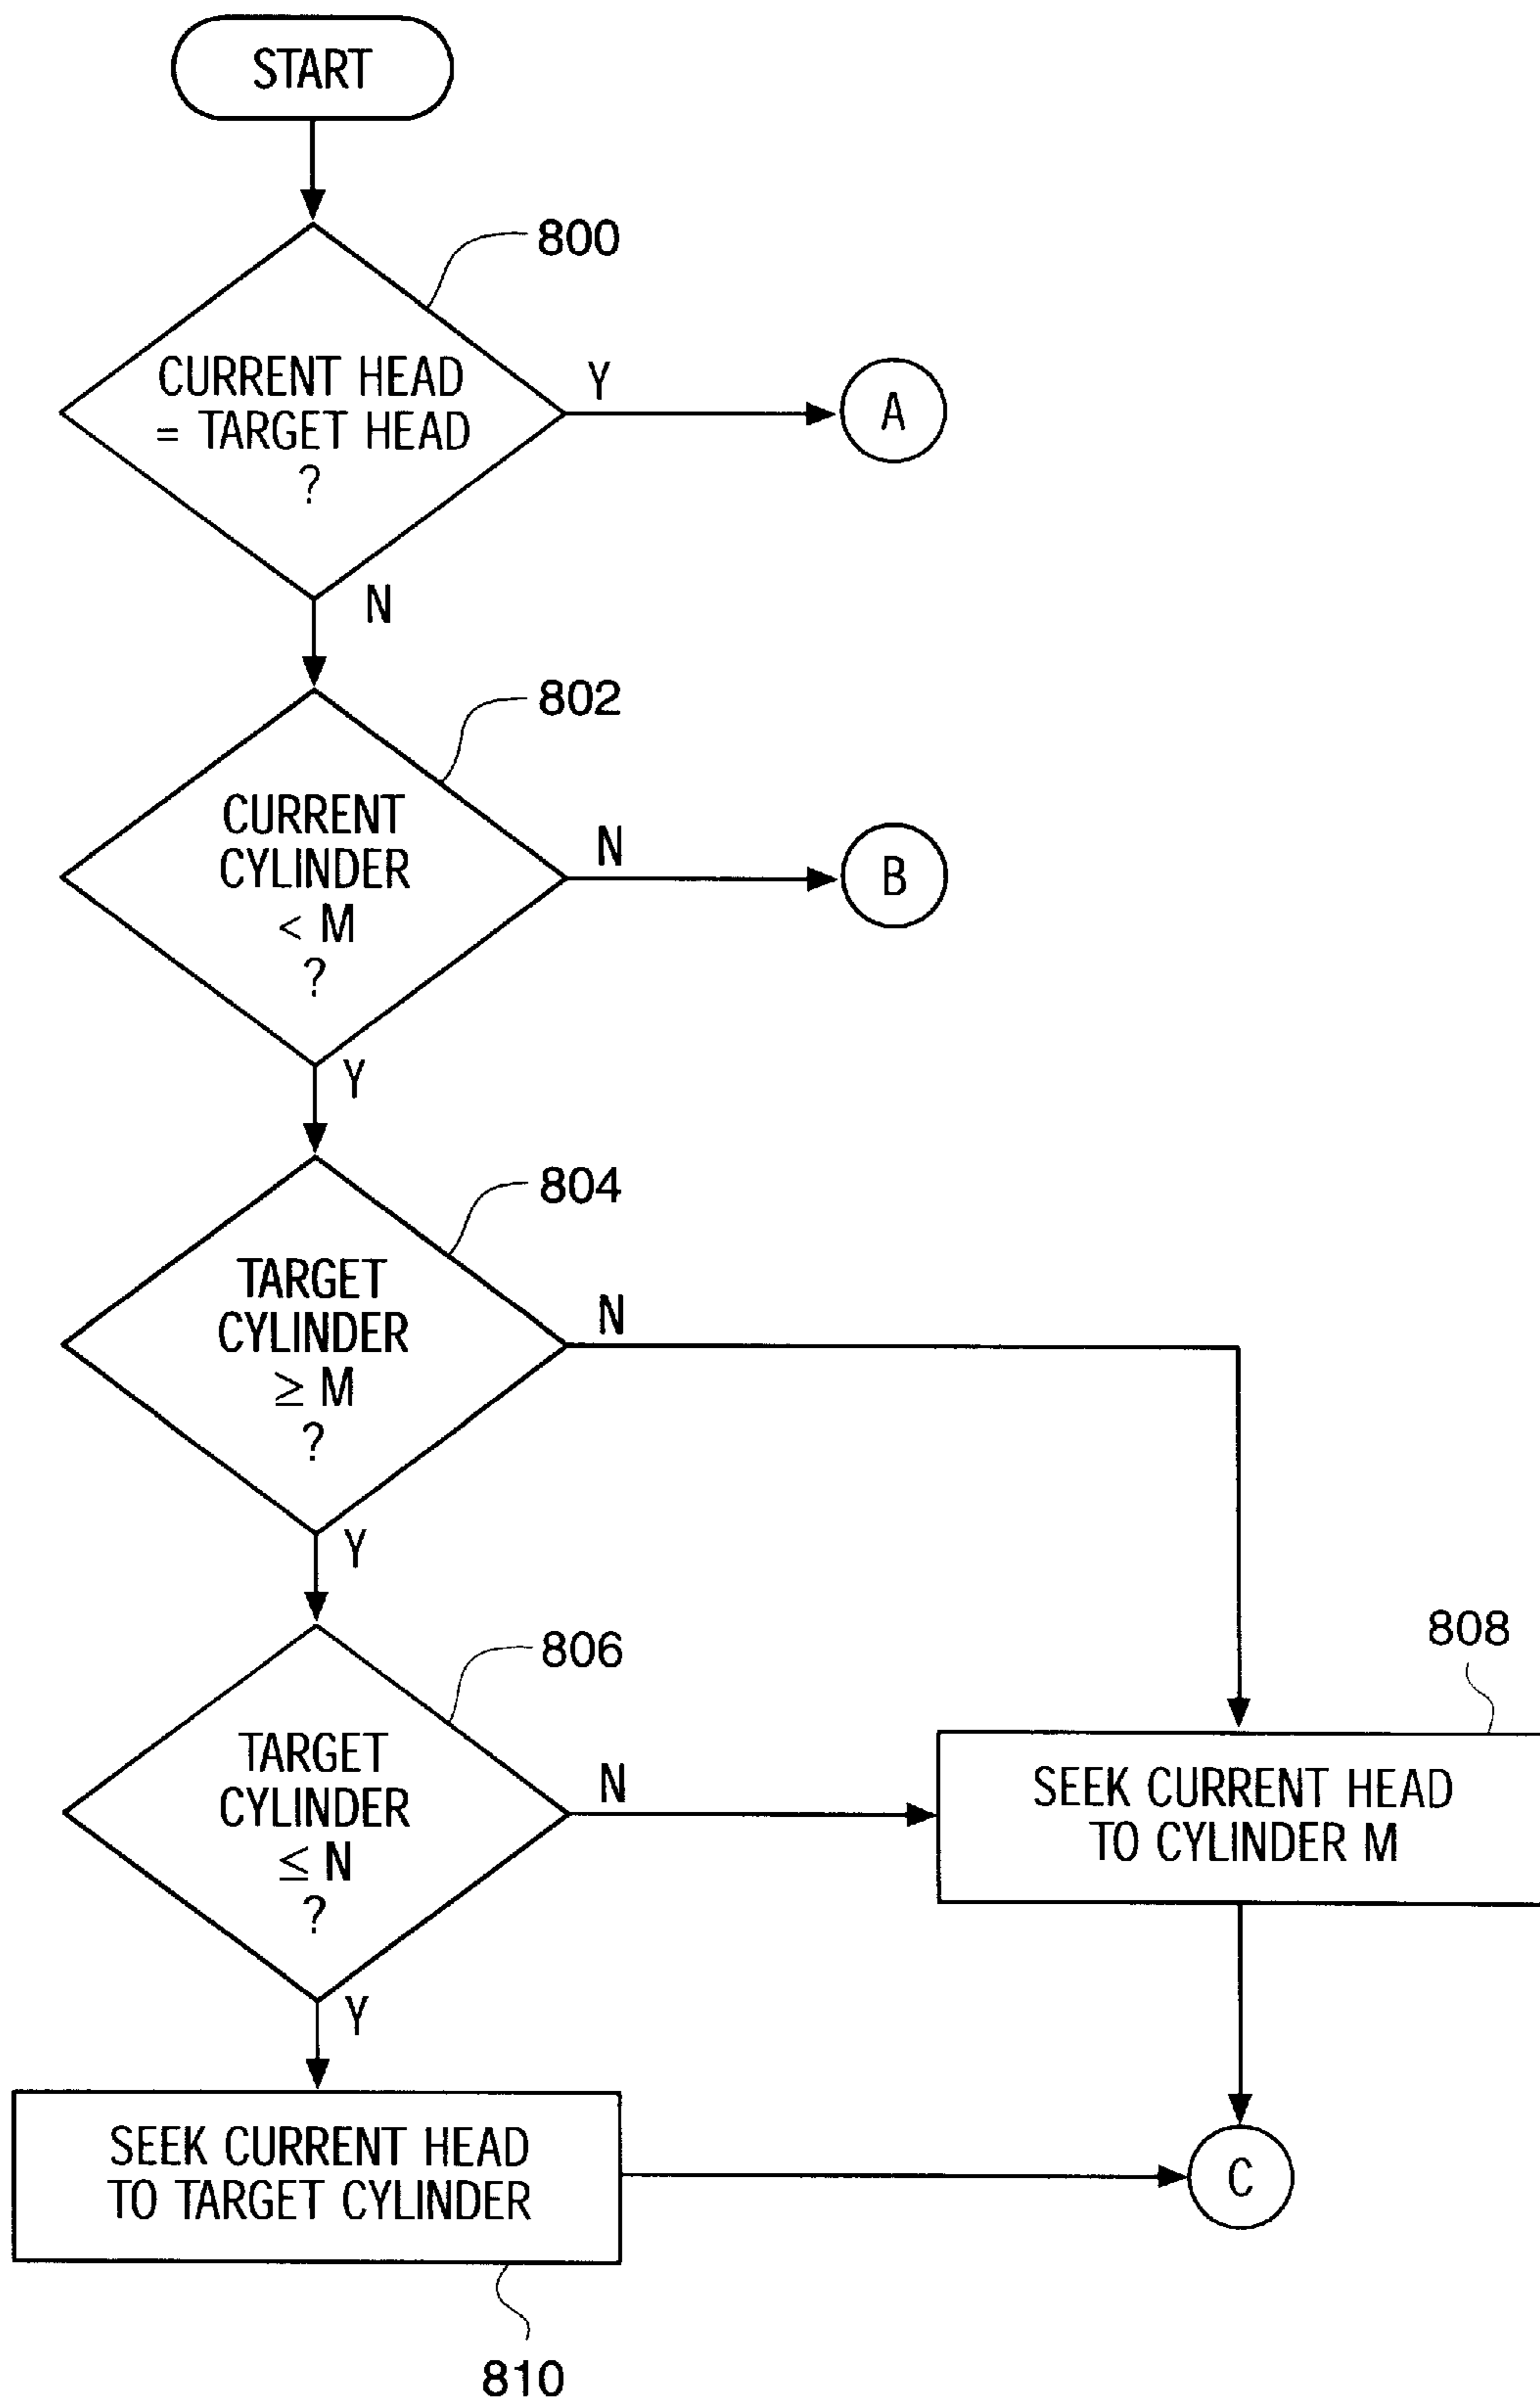 START
800
CURRENT HEAD
= TARGET HEAD
?
Y
A
N
802
CURRENT
CYLINDER
< M
?
N
B
Y
804
TARGET
CYLINDER
≥ M
?
N
Y
806
TARGET
CYLINDER
≤ N
?
N
808
SEEK CURRENT HEAD
TO CYLINDER M
Y
SEEK CURRENT HEAD
TO TARGET CYLINDER
C
810